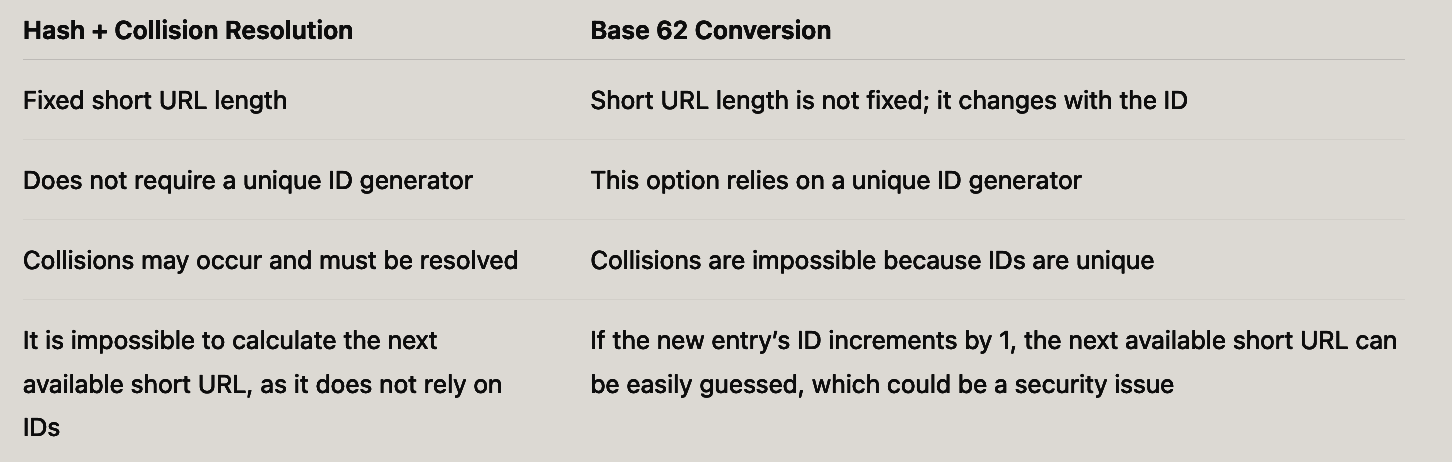 Hash + Collision Resolution
Base 62 Conversion
Fixed short URL length
Short URL length is not fixed; it changes with the ID
Does not require a unique ID generator
This option relies on a unique ID generator
Collisions may occur and must be resolved
Collisions are impossible because IDs are unique
It is impossible to calculate the next
available short URL, as it does not rely on
IDs
If the new entry’s ID increments by 1, the next available short URL can
be easily guessed, which could be a security issue